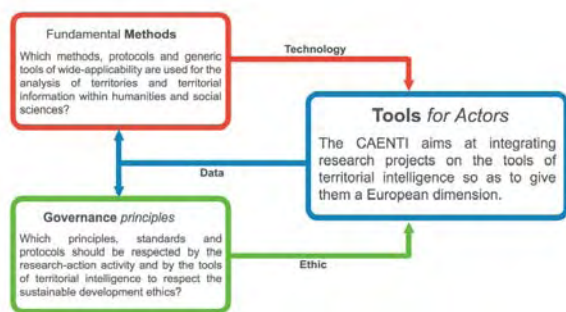 Fundamental Methods
Which methods, protocols and generic
tools of wide-applicability are used for the
analysis of territories and territorial
information within humanities and social
sciences?
Technology
Tools for Actors
The CAENTI aims at integrating
research projects on the tools of
territorial intelligence so as to give
them a European dimension.
Data
Governance principles
Which principles, standards and
protocols should be respected by the
research-action activity and by the tools
of territorial intelligence to respect the
sustainable development ethics?
Ethic